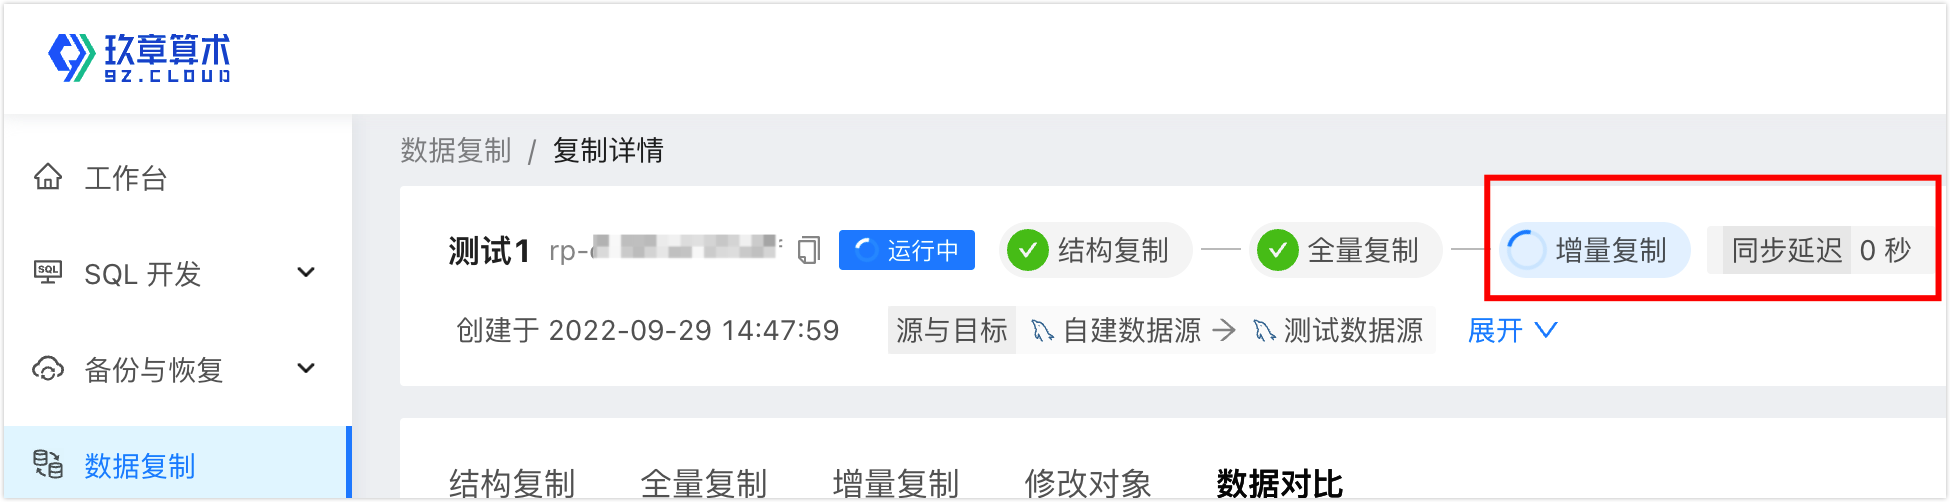 玖章算术
9Z.CLOUD
工作台
SQL 开发
备份与恢复
数据复制
数据复制 / 复制详情
测试1 rp- 运行中 结构复制 全量复制 增量复制 同步延迟 0 秒
创建于 2022-09-29 14:47:59 源与目标 自建数据源 → 测试数据源 展开
结构复制 全量复制 增量复制 修改对象 数据对比